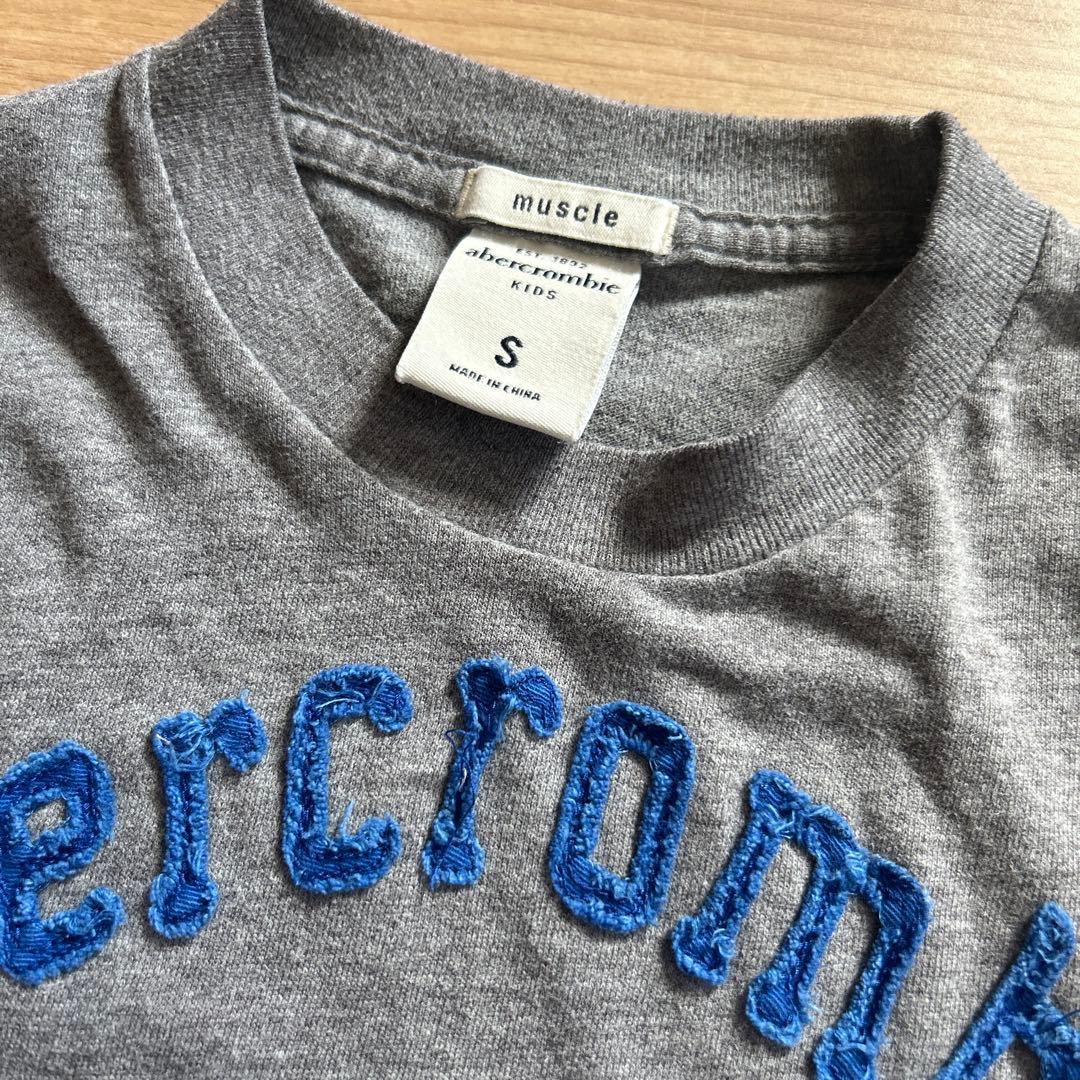 muscle
EST. 1892
abercrombie
KIDS
S
MADE IN CHINA
ercromb